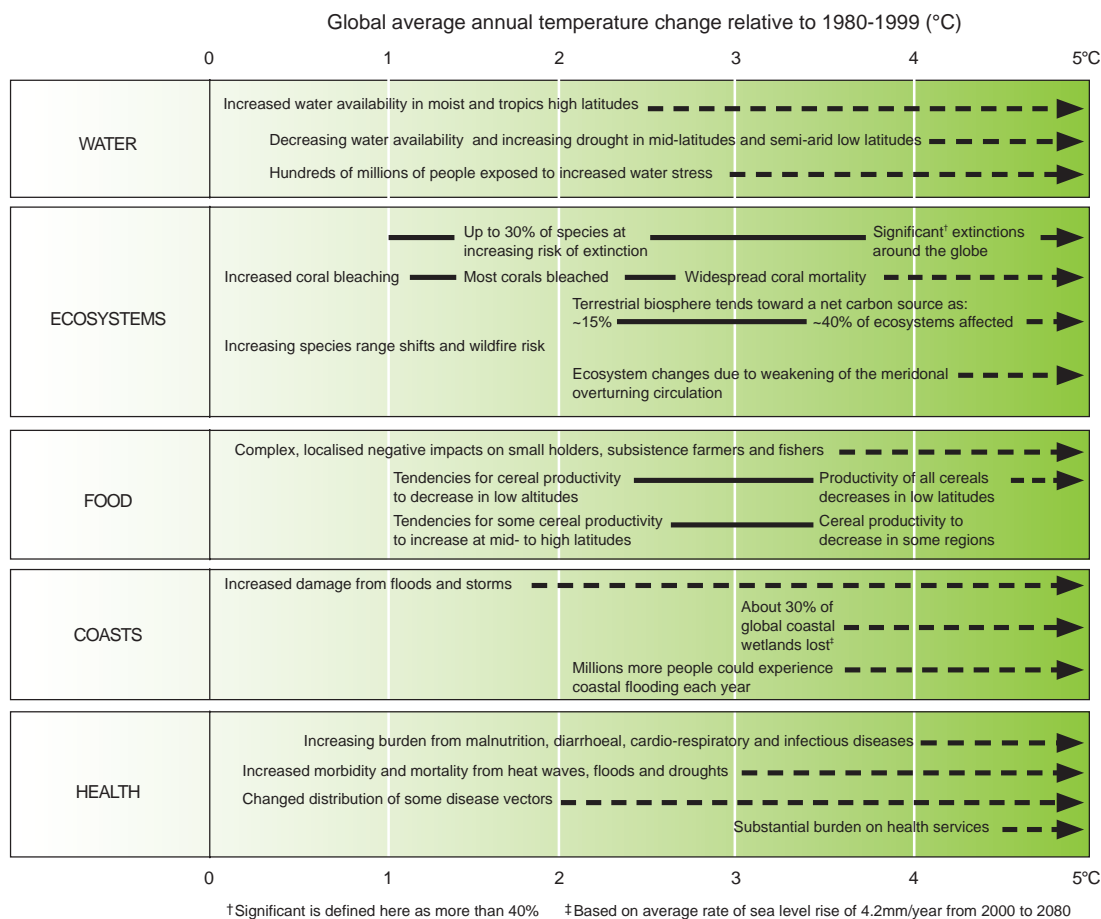 Global average annual temperature change relative to 1980-1999 (°C)
0 1 2 3 4 5°C
WATER
Increased water availability in moist and tropics high latitudes
Decreasing water availability and increasing drought in mid-latitudes and semi-arid low latitudes
Hundreds of millions of people exposed to increased water stress
ECOSYSTEMS
Up to 30% of species at
increasing risk of extinction
Significant† extinctions
around the globe
Increased coral bleaching Most corals bleached Widespread coral mortality
Terrestrial biosphere tends toward a net carbon source as:
~15% ~40% of ecosystems affected
Increasing species range shifts and wildfire risk
Ecosystem changes due to weakening of the meridonal
overturning circulation
FOOD
Complex, localised negative impacts on small holders, subsistence farmers and fishers
Tendencies for cereal productivity
to decrease in low altitudes
Productivity of all cereals
decreases in low latitudes
Tendencies for some cereal productivity
to increase at mid- to high latitudes
Cereal productivity to
decrease in some regions
COASTS
Increased damage from floods and storms
About 30% of
global coastal
wetlands lost‡
Millions more people could experience
coastal flooding each year
HEALTH
Increasing burden from malnutrition, diarrhoeal, cardio-respiratory and infectious diseases
Increased morbidity and mortality from heat waves, floods and droughts
Changed distribution of some disease vectors
Substantial burden on health services
0 1 2 3 4 5°C
†Significant is defined here as more than 40% ‡Based on average rate of sea level rise of 4.2mm/year from 2000 to 2080